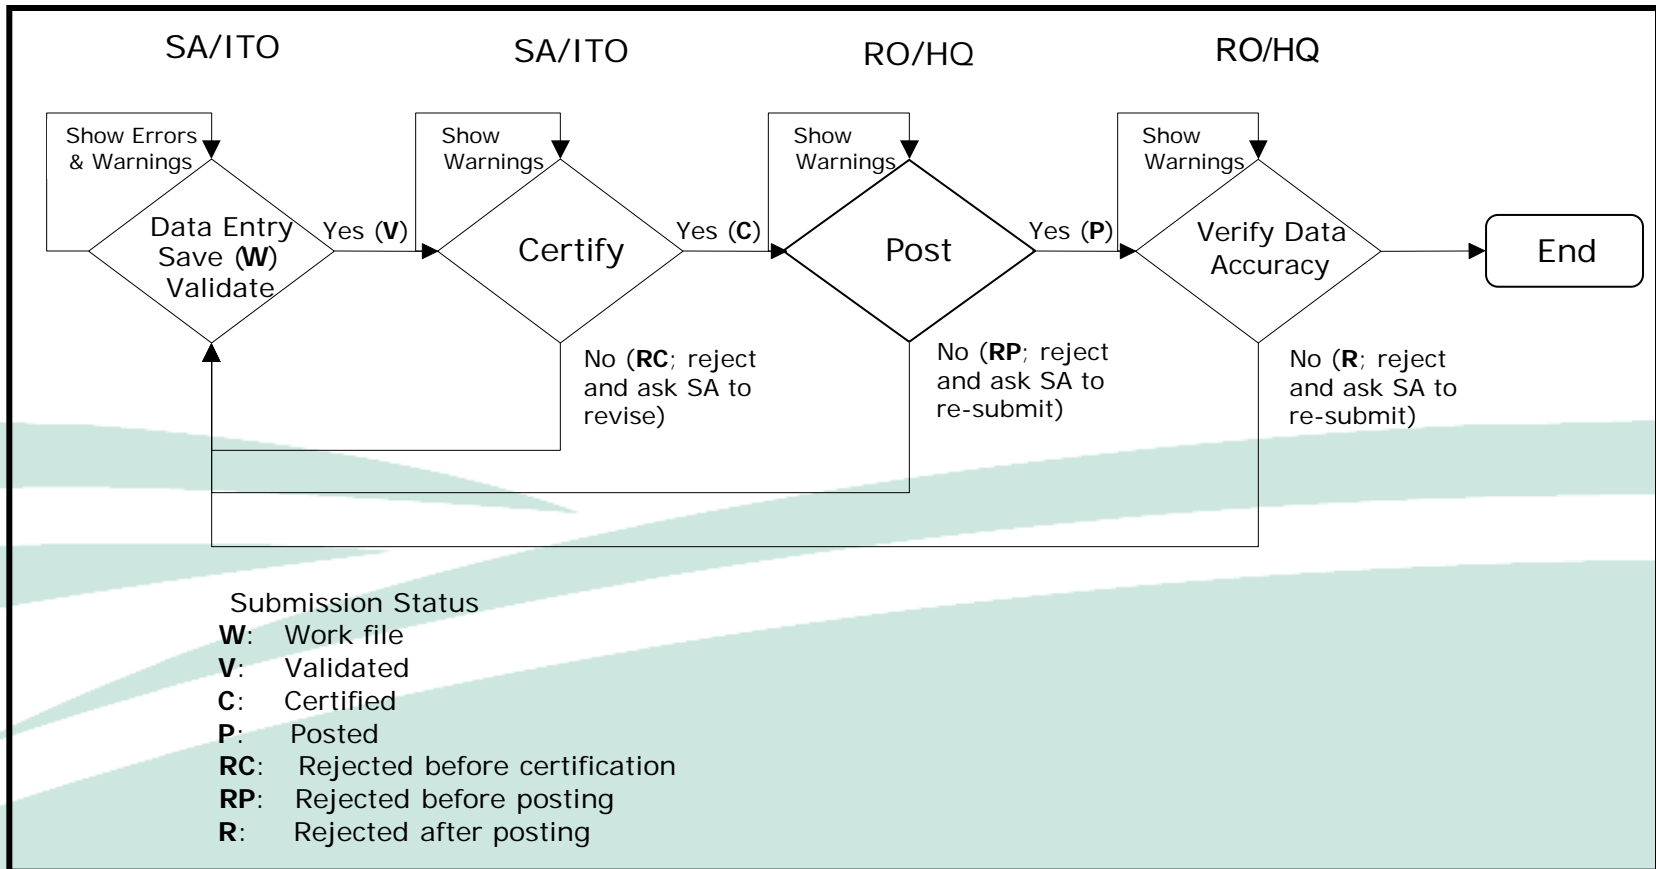 SA/ITO
SA/ITO
RO/HQ
RO/HQ
Show Errors
& Warnings
Show
Warnings
Show
Warnings
Show
Warnings
Data Entry
Save (W)
Validate
Yes (V)
Certify
Yes (C)
Post
Yes (P)
Verify Data
Accuracy
End
No (RC; reject
and ask SA to
revise)
No (RP; reject
and ask SA to
re-submit)
No (R; reject
and ask SA to
re-submit)
Submission Status
W: Work file
V: Validated
C: Certified
P: Posted
RC: Rejected before certification
RP: Rejected before posting
R: Rejected after posting